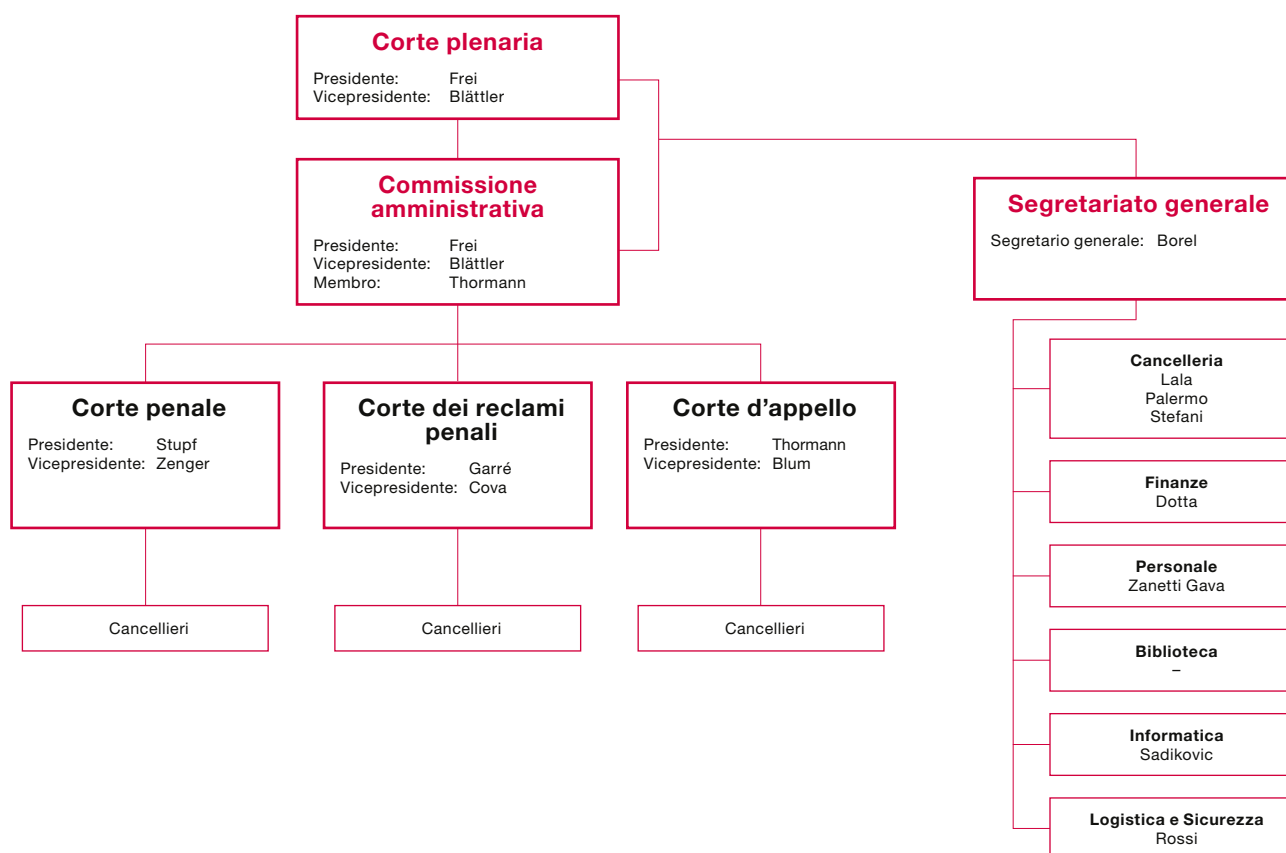 Corte plenaria
Presidente: Frei
Vicepresidente: Blättler
Commissione
amministrativa
Presidente: Frei
Vicepresidente: Blättler
Membro: Thormann
Segretariato generale
Segretario generale: Borel
Corte penale
Presidente: Stupf
Vicepresidente: Zenger
Corte dei reclami
penali
Presidente: Garré
Vicepresidente: Cova
Corte d'appello
Presidente: Thormann
Vicepresidente: Blum
Cancellieri
Cancellieri
Cancellieri
Cancelleria
Lala
Palermo
Stefani
Finanze
Dotta
Personale
Zanetti Gava
Biblioteca
–
Informatica
Sadikovic
Logistica e Sicurezza
Rossi